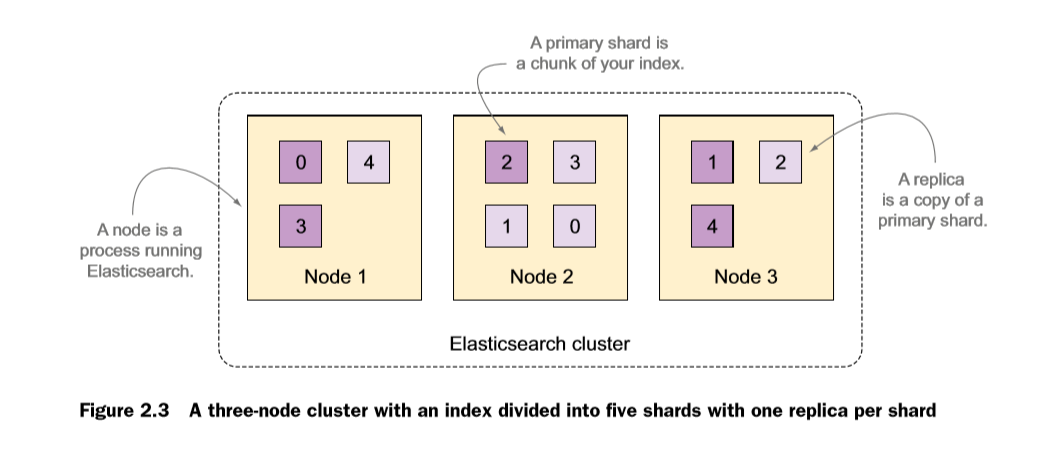 A primary shard is
a chunk of your index.
0
4
3
Node 1
2
3
1
0
Node 2
1
2
4
Node 3
A node is a
process running
Elasticsearch.
A replica
is a copy of a
primary shard.
Elasticsearch cluster
Figure 2.3 A three-node cluster with an index divided into five shards with one replica per shard